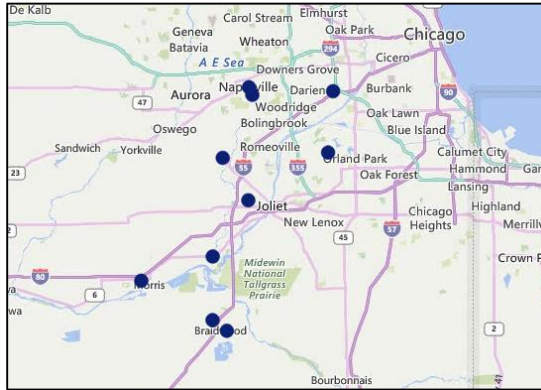 De Kalb
Elmhurst
Carol Stream
Geneva
Oak Park
Chicago
Batavia
Wheaton
294
A E Sea
Cicero
Downers Grove
Darien
Burbank
90
Aurora
Woodridge
47
Bolingbrook
Oak Lawn
Oswego
Blue Island
Romeoville
Calumet City
Sandwich
Yorkville
Orland Park
Hammond
23
55
355
Oak Forest
Lansing
Joliet
Highland
New Lenox
Chicago
Heights
Merrillv
45
57
Midewin
National
Tallgrass
Prairie
Crown P
80
Morris
6
2
Bourbonnais
41